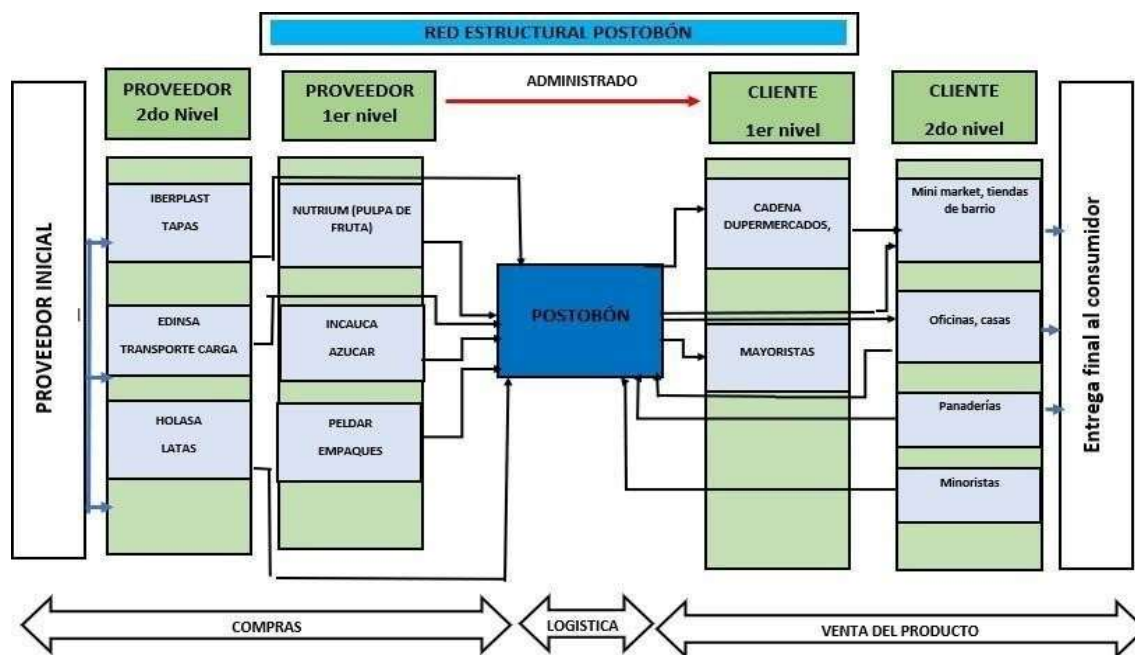 RED ESTRUCTURAL POSTOBÓN
PROVEEDOR INICIAL
PROVEEDOR
2do Nivel
IBERPLAST
TAPAS
EDINSA
TRANSPORTE CARGA
HOLASA
LATAS
PROVEEDOR
1er nivel
NUTRIUM (PULPA DE
FRUTA)
INCAUCA
AZUCAR
PELDAR
EMPAQUES
ADMINISTRADO
POSTOBÓN
CLIENTE
1er nivel
CADENA
DUPERMERCADOS,
MAYORISTAS
CLIENTE
2do nivel
Mini market, tiendas
de barrio
Oficinas, casas
Panaderías
Minoristas
Entrega final al consumidor
COMPRAS
LOGISTICA
VENTA DEL PRODUCTO